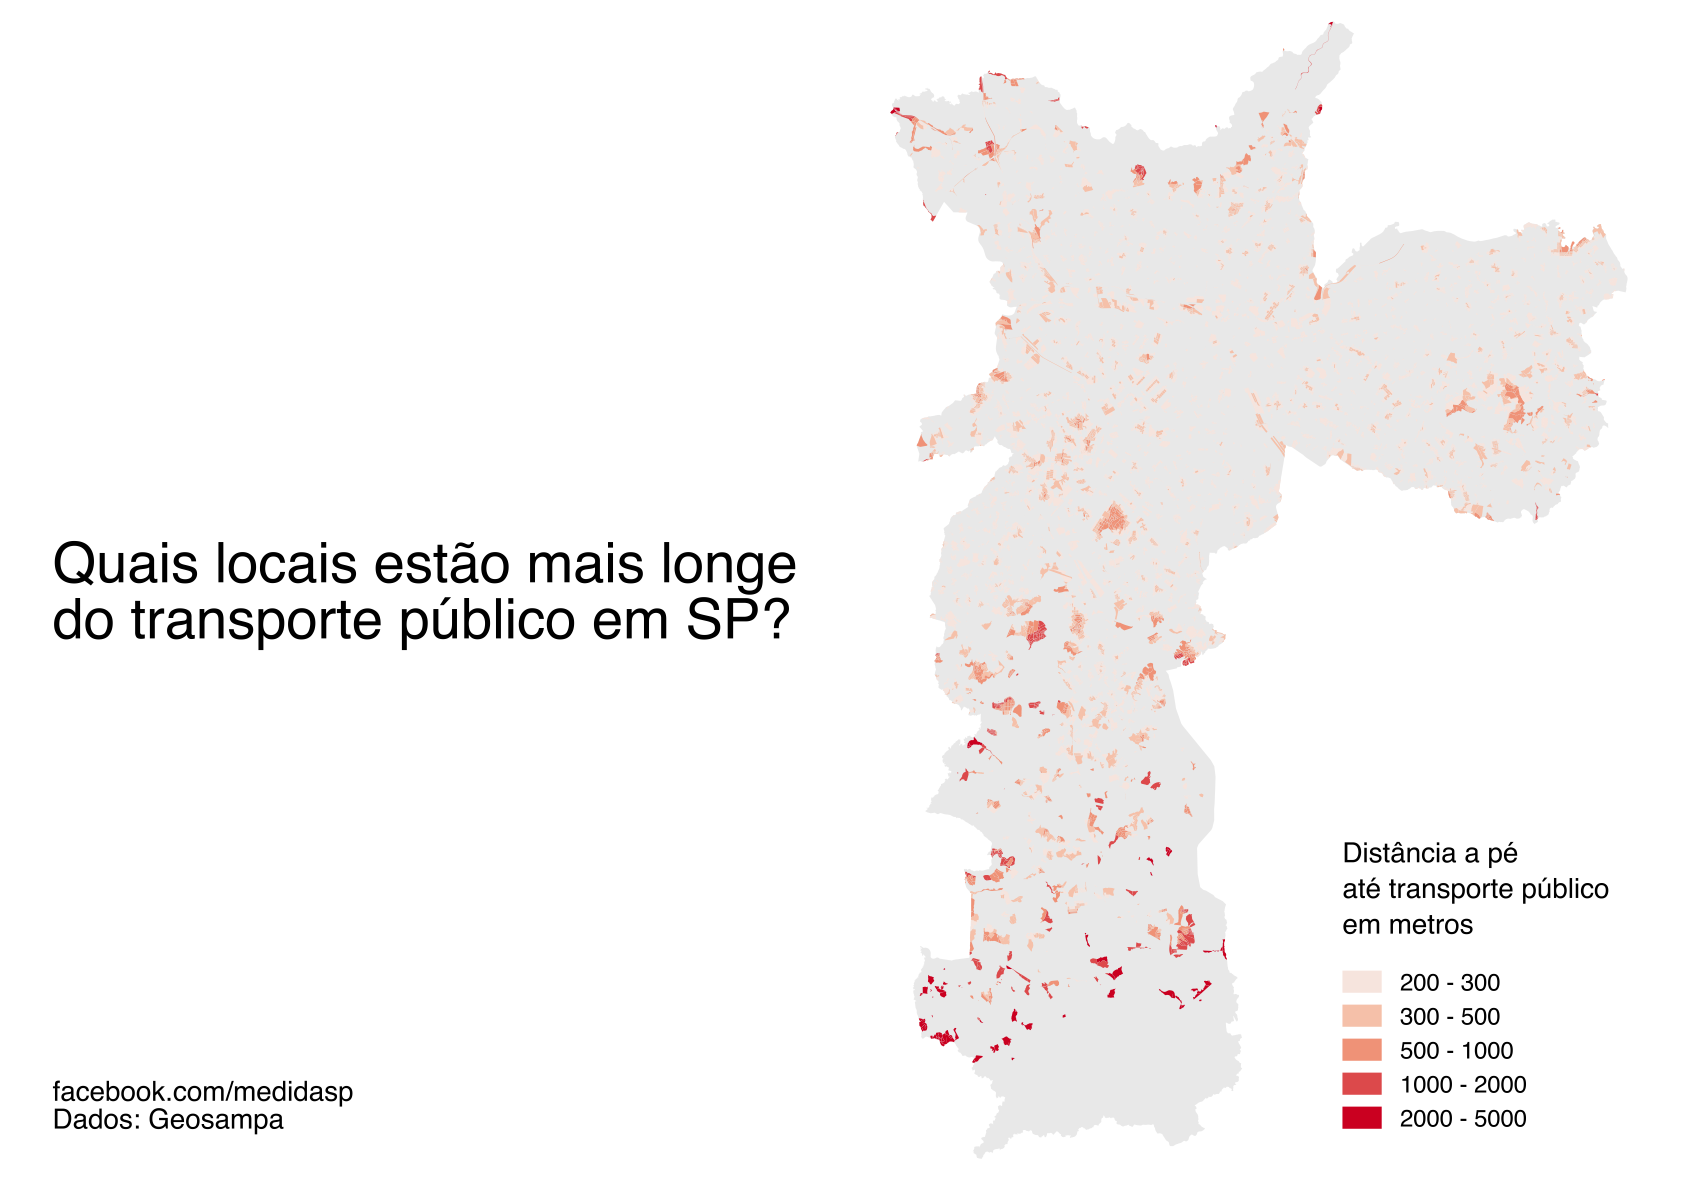 Quais locais estão mais longe
do transporte público em SP?
facebook.com/medidasp
Dados: Geosampa
Distância a pé
até transporte público
em metros
200 - 300
300 - 500
500 - 1000
1000 - 2000
2000 - 5000